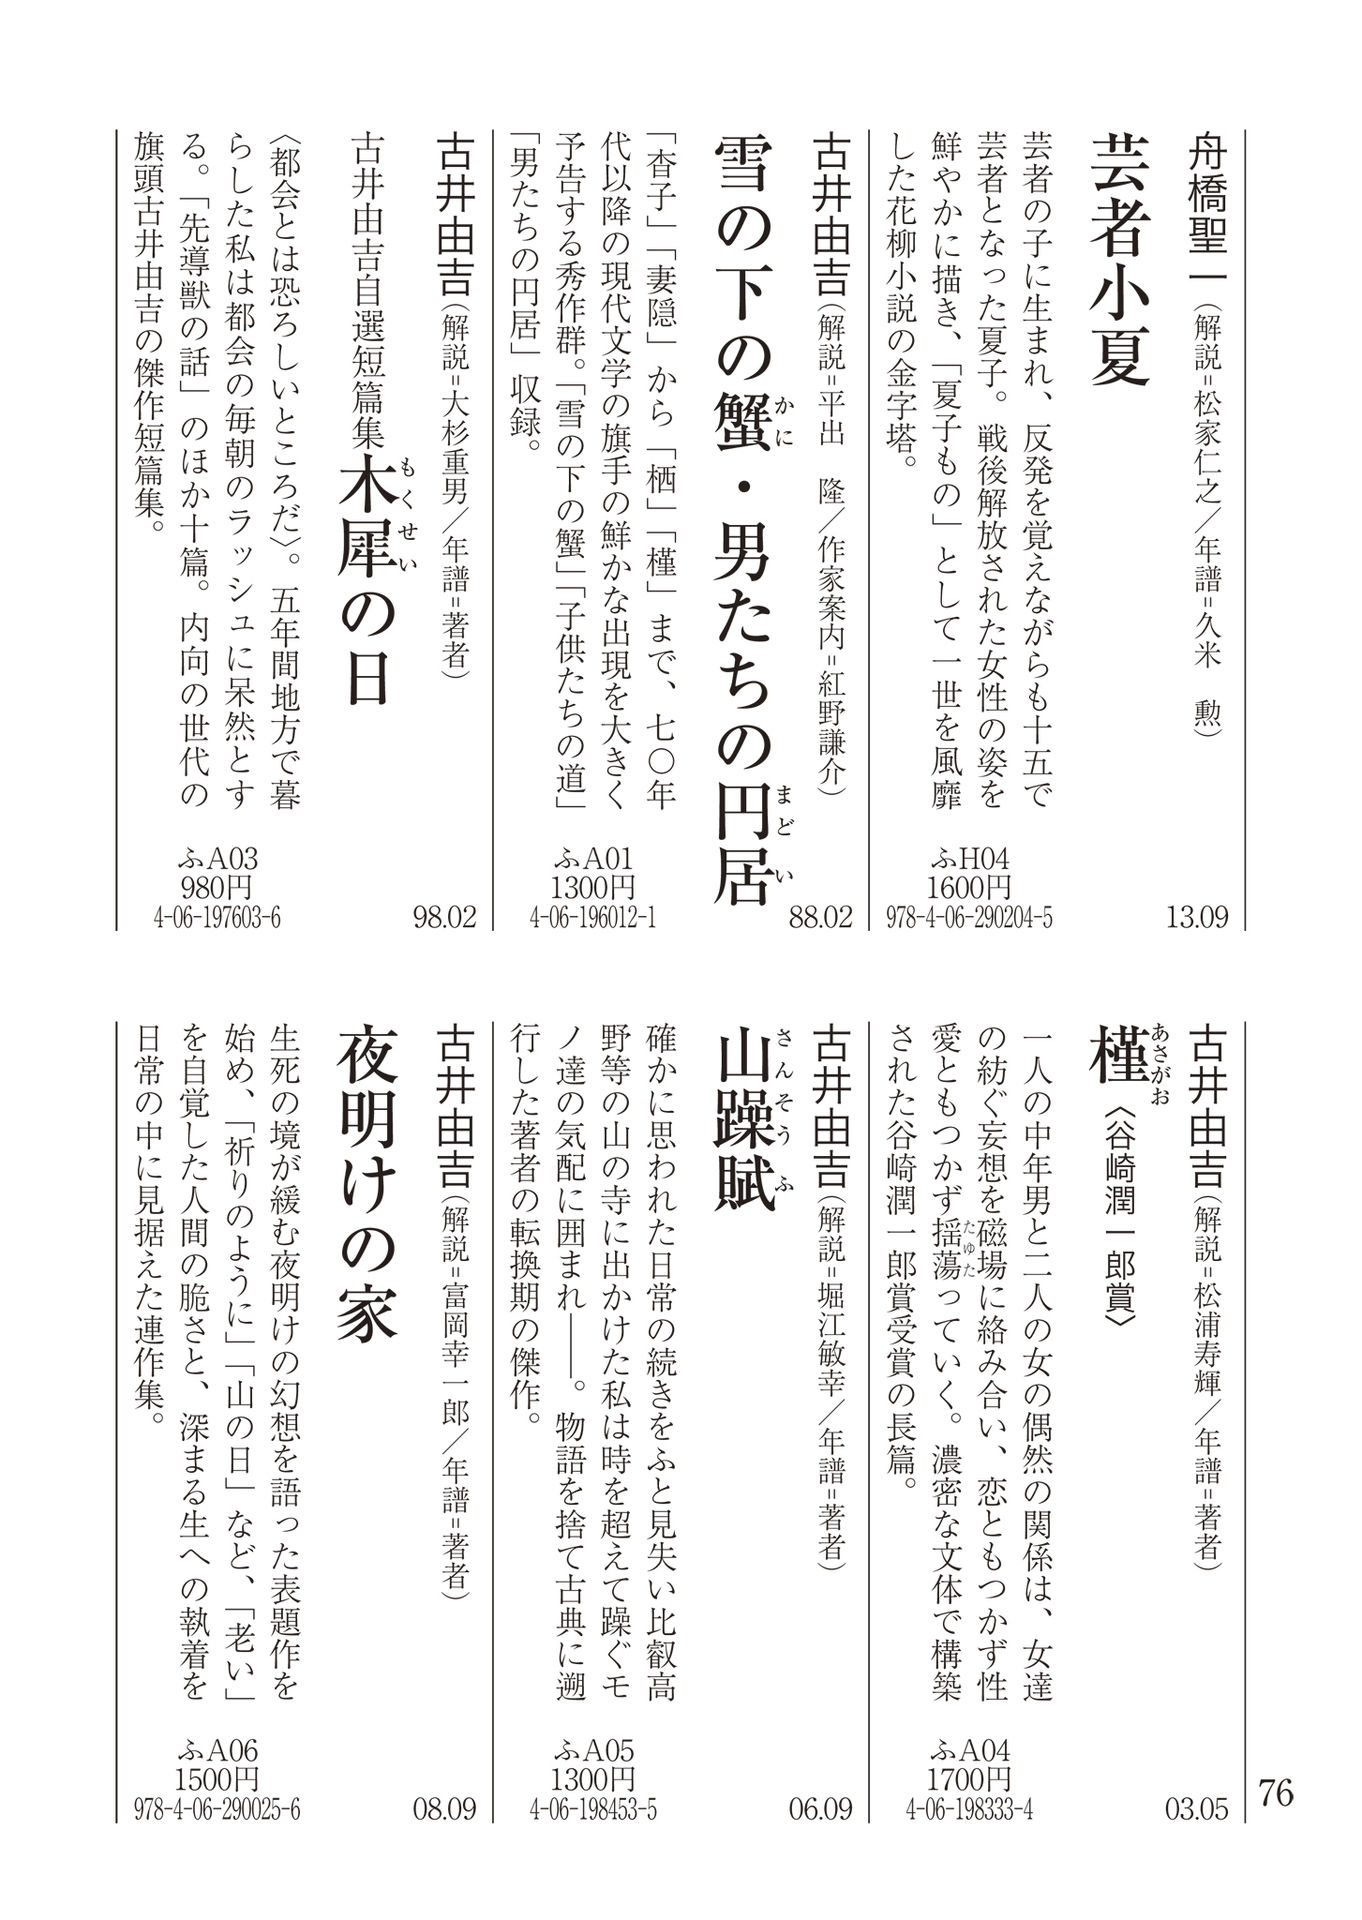 舟橋聖一(解説=松家仁之/年譜=久米 勲)
芸者小夏
芸者の子に生まれ、反発を覚えながらも十五で
芸者となった夏子。戦後解放された女性の姿を
鮮やかに描き、「夏子もの」として一世を風靡
した花柳小説の金字塔。
ふH04
1600円
978-4-06-290204-5
13.09
古井由吉(解説=平出 隆/作家案内=紅野謙介)
雪の下の蟹・男たちの円居
かに
まどい
「杳子」「妻隠」から「栖」「槿」まで、七〇年
代以降の現代文学の旗手の鮮かな出現を大きく
予告する秀作群。「雪の下の蟹」「子供たちの道」
「男たちの円居」収録。
ふA01
1300円
4-06-196012-1
88.02
古井由吉(解説=大杉重男/年譜=著者)
古井由吉自選短篇集 木犀の日
もくせい
〈都会とは恐ろしいところだ〉。五年間地方で暮
らした私は都会の毎朝のラッシュに呆然とす
る。「先導獣の話」のほか十篇。内向の世代の
旗頭古井由吉の傑作短篇集。
ふA03
980円
4-06-197603-6
98.02
古井由吉(解説=松浦寿輝/年譜=著者)
槿〈谷崎潤一郎賞〉
あさがお
一人の中年男と二人の女の偶然の関係は、女達
の紡ぐ妄想を磁場に絡み合い、恋ともつかず性
愛ともつかず揺蕩っていく。濃密な文体で構築
たゆた
された谷崎潤一郎賞受賞の長篇。
ふA04
1700円
4-06-198333-4
03.05
古井由吉(解説=堀江敏幸/年譜=著者)
山躁賦
さんそうふ
確かに思われた日常の続きをふと見失い比叡高
野等の山の寺に出かけた私は時を超えて躁ぐモ
ノ達の気配に囲まれ――。物語を捨て古典に遡
行した著者の転換期の傑作。
ふA05
1300円
4-06-198453-5
06.09
古井由吉(解説=富岡幸一郎/年譜=著者)
夜明けの家
生死の境が緩む夜明けの幻想を語った表題作を
始め、「祈りのように」「山の日」など、「老い」
を自覚した人間の脆さと、深まる生への執着を
日常の中に見据えた連作集。
ふA06
1500円
978-4-06-290025-6
08.09
76